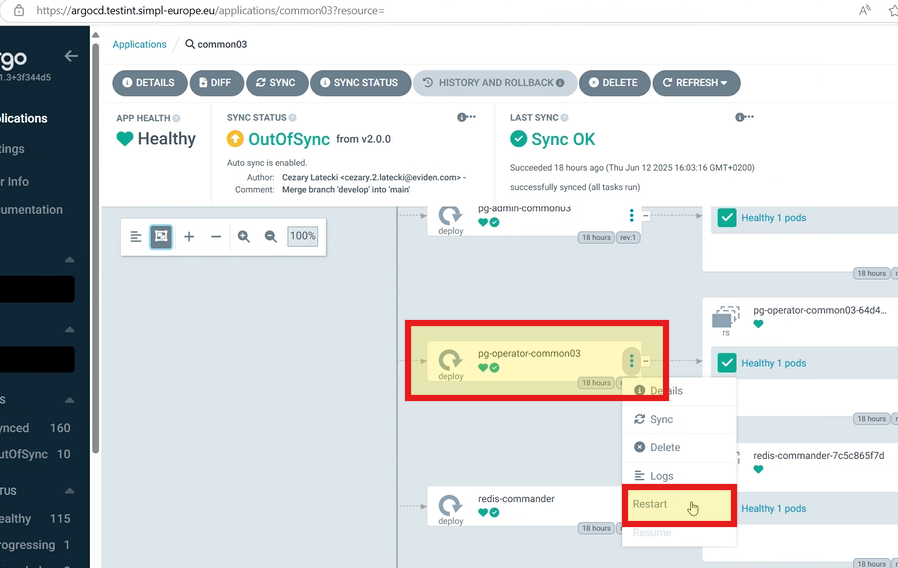 https://argocd.testint.simpl-europe.eu/applications/common03?resource=
Applications / common03
DETAILS DIFF SYNC SYNC STATUS HISTORY AND ROLLBACK DELETE REFRESH
APP HEALTH
Healthy
SYNC STATUS
OutOfSync from v2.0.0
Auto sync is enabled.
Author: Cezary Latecki <cezary.2.latecki@eviden.com> -
Comment: Merge branch 'develop' into 'main'
LAST SYNC
Sync OK
Succeeded 18 hours ago (Thu Jun 12 2025 16:03:16 GMT+0200)
successfully synced (all tasks run)
rgo
1.3+3f344d5
plications
tings
r Info
cumentation
s
ynced 160
utOfSync 10
TUS
ealthy 115
rogressing 1
100%
pg-admin-common03
deploy
18 hours rev:1
Healthy 1 pods
18 hours
pg-operator-common03
deploy
18 hours
pg-operator-common03-64d4...
rs
Healthy 1 pods
18 hours
Details
Sync
Delete
Logs
Restart
Resume
redis-commander
deploy
18 hours
redis-commander-7c5c865f7d
Healthy 1 pods
18 hours